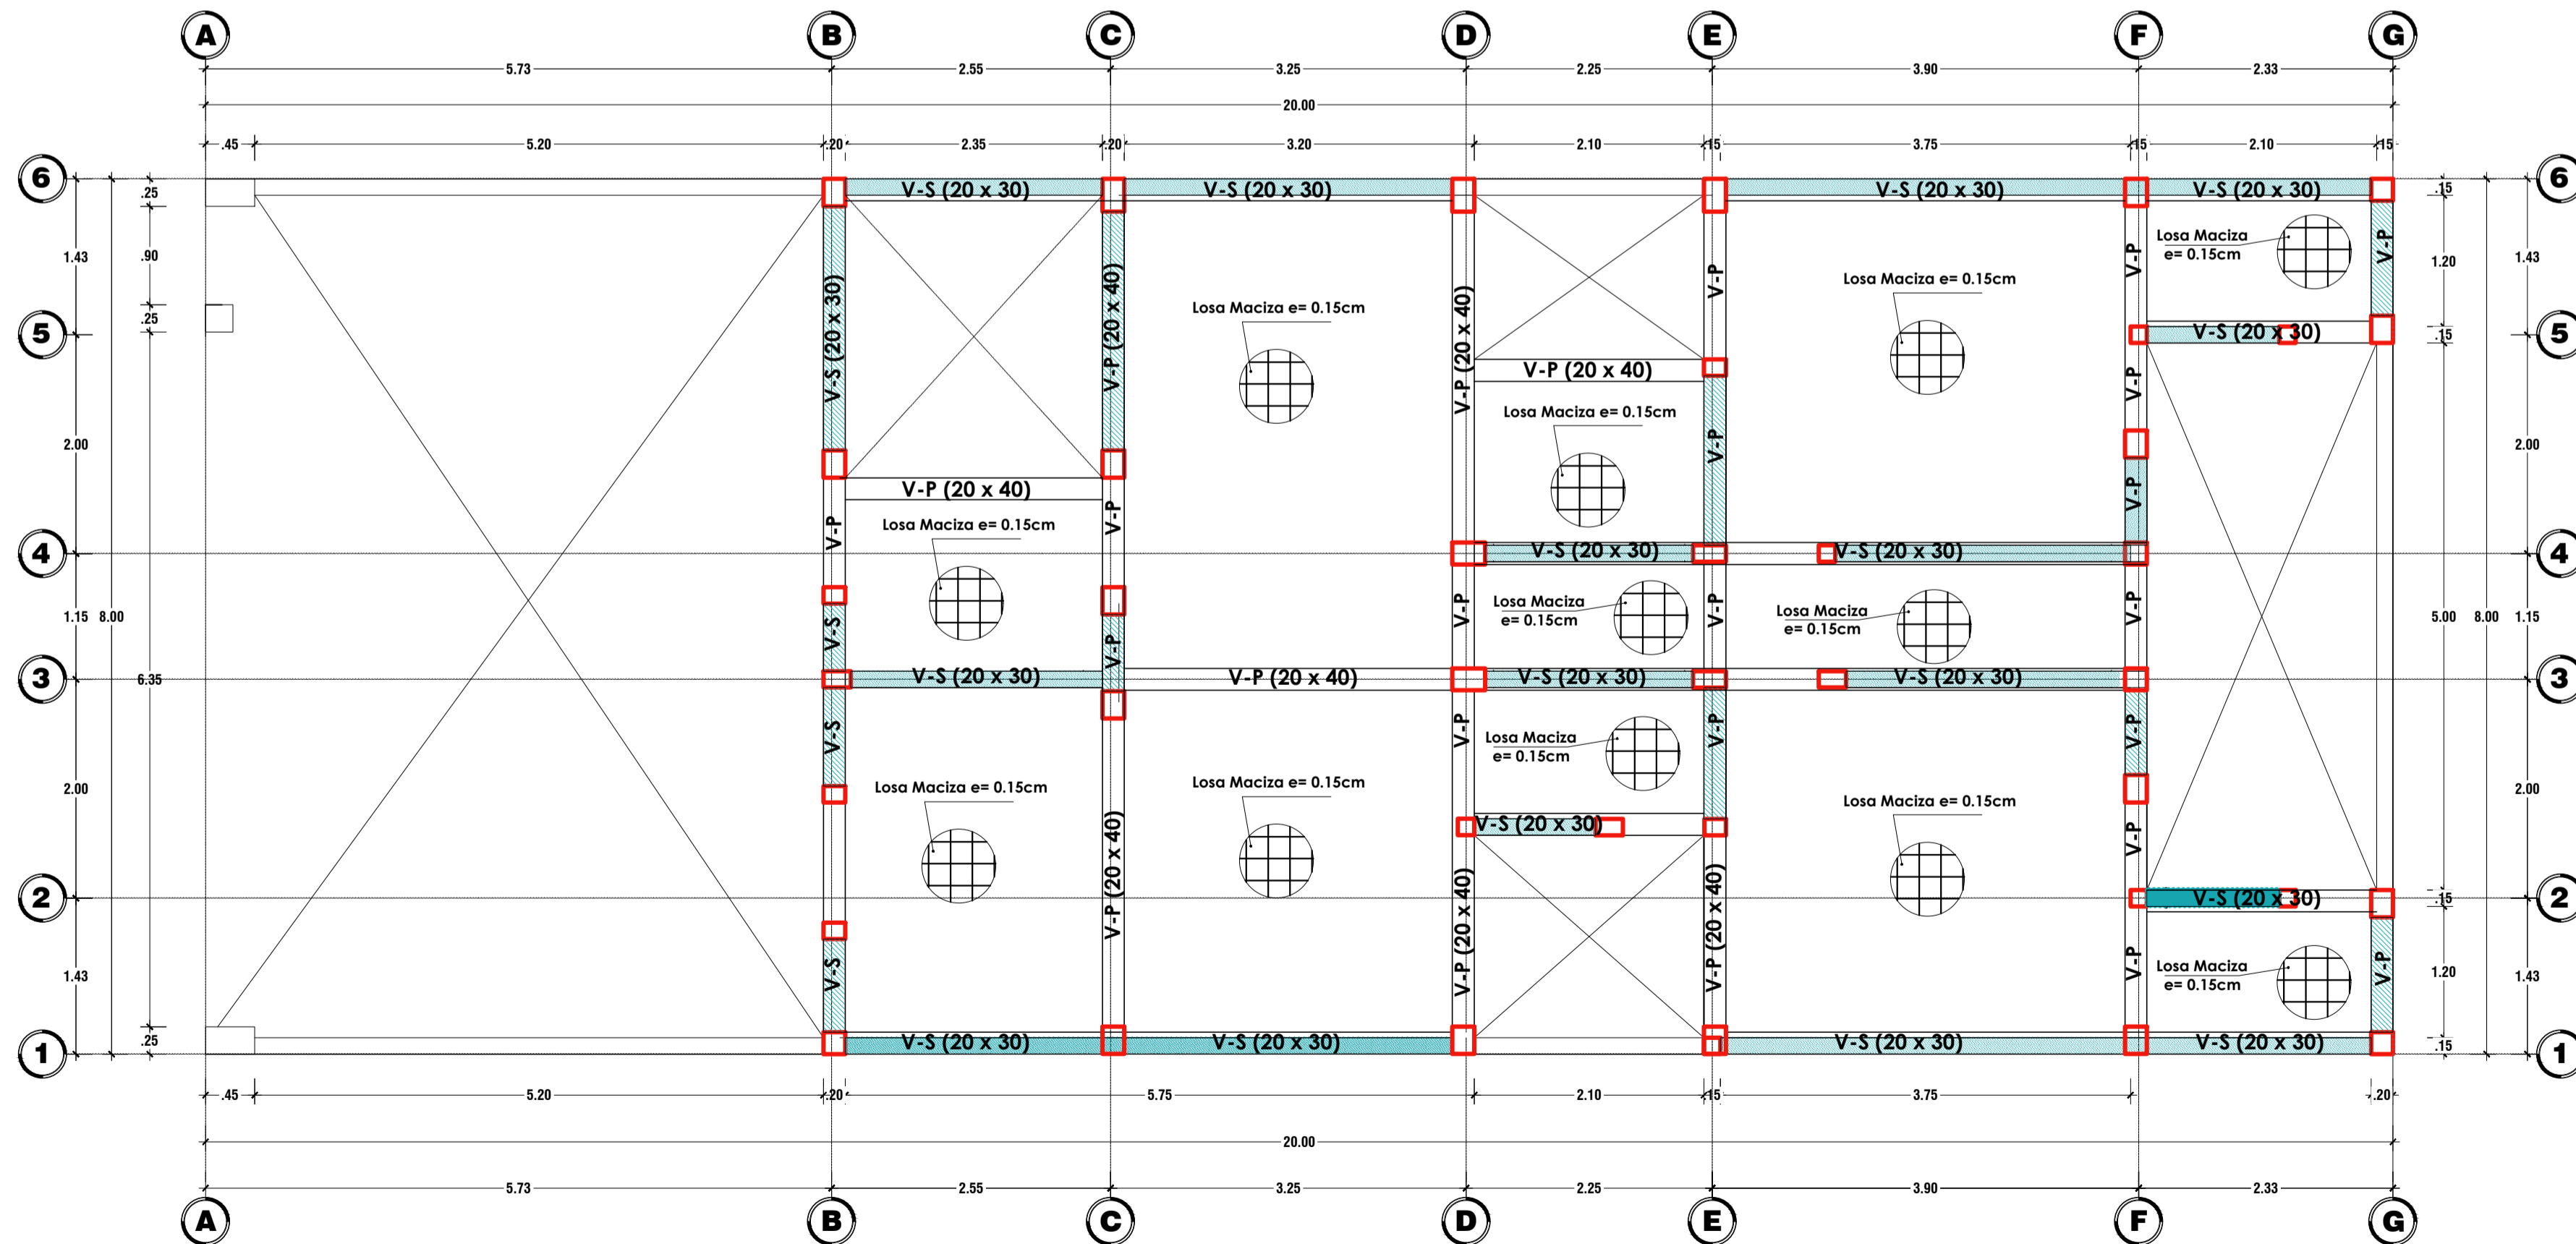 A B C D E F G
5.73 2.55 3.25 2.25 3.90 2.33
20.00
.45 5.20 .20 2.35 .20 3.20 2.10 .15 3.75 .15 2.10 .15
6 .25 V-S (20 x 30) V-S (20 x 30) V-S (20 x 30) V-S (20 x 30) .15 6
1.43 .90 V-P V-P V-P 1.20 1.43
Losa Maciza
e= 0.15cm
V-S (20 x 30) V-P (20 x 40) V-P (20 x 40)
Losa Maciza e= 0.15cm
Losa Maciza e= 0.15cm
5 .25 V-S (20 x 30) .15 5
V-P (20 x 40) V-P
Losa Maciza e= 0.15cm
2.00 V-P 2.00
V-P (20 x 40) V-P
V-P V-P
Losa Maciza e= 0.15cm
4 V-S (20 x 30) V-S (20 x 30) 4
Losa Maciza
e= 0.15cm
Losa Maciza
e= 0.15cm
1.15 8.00 V-S V-P V-P V-P V-P 5.00 8.00 1.15
3 6.35 V-S (20 x 30) V-P (20 x 40) V-S (20 x 30) V-S (20 x 30) 3
V-S V-P V-P V-P
Losa Maciza
e= 0.15cm
2.00 Losa Maciza e= 0.15cm Losa Maciza e= 0.15cm 2.00
Losa Maciza e= 0.15cm
V-S (20 x 30) V-P
V-P (20 x 40) V-P (20 x 40) V-P (20 x 40)
2 V-S (20 x 30) .15 2
1.43 V-S V-P V-P 1.20 1.43
Losa Maciza
e= 0.15cm
1 .25 V-S (20 x 30) V-S (20 x 30) V-S (20 x 30) V-S (20 x 30) .15 1
.45 5.20 .20 5.75 2.10 .15 3.75 .20
20.00
5.73 2.55 3.25 2.25 3.90 2.33
A B C D E F G